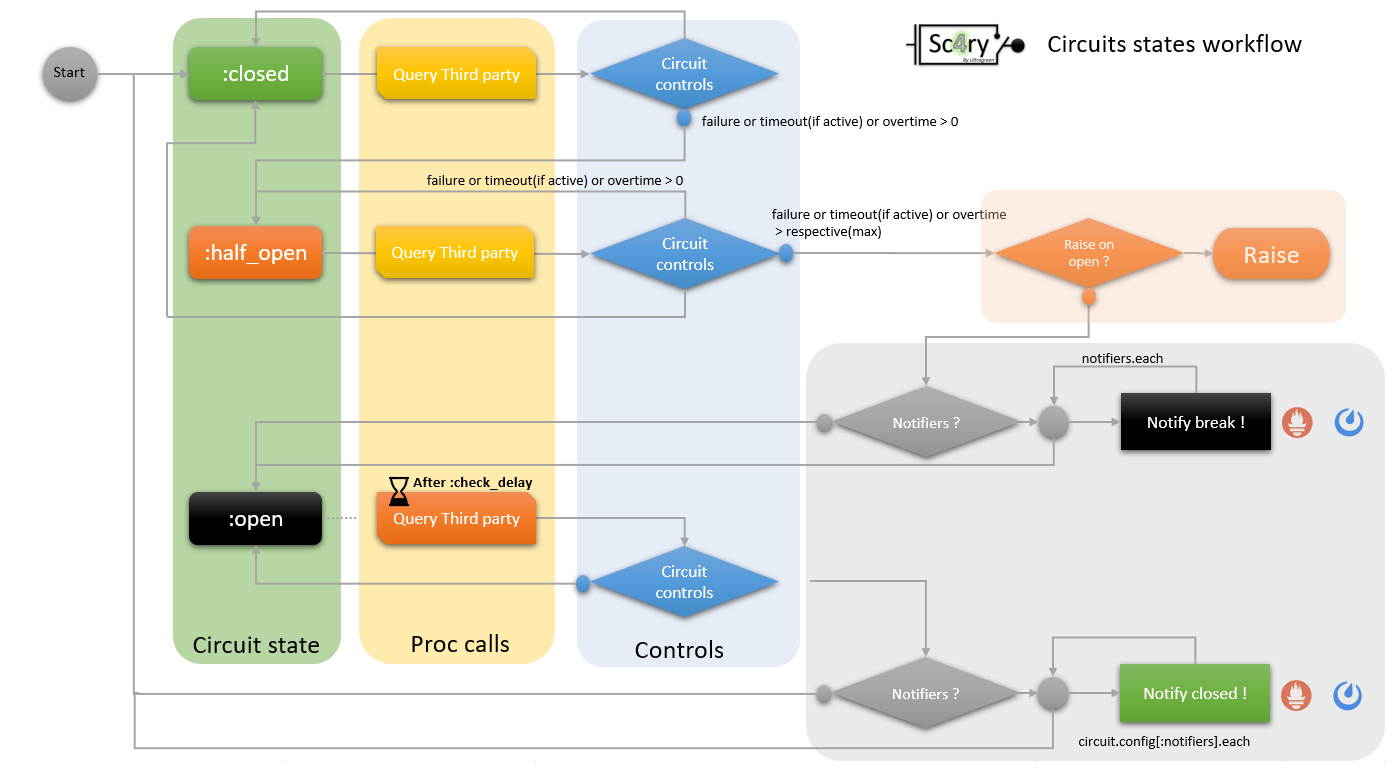 Sc4ry
By Ultragreen
Circuits states workflow
Start
:closed
Query Third party
Circuit
controls
failure or timeout(if active) or overtime > 0
failure or timeout(if active) or overtime > 0
failure or timeout(if active) or overtime
> respective(max)
:half_open
Query Third party
Circuit
controls
Raise on
open ?
Raise
notifiers.each
Notifiers ?
Notify break !
After :check_delay
:open
Query Third party
Circuit
controls
Circuit state
Proc calls
Controls
Notifiers ?
Notify closed !
circuit.config[:notifiers].each